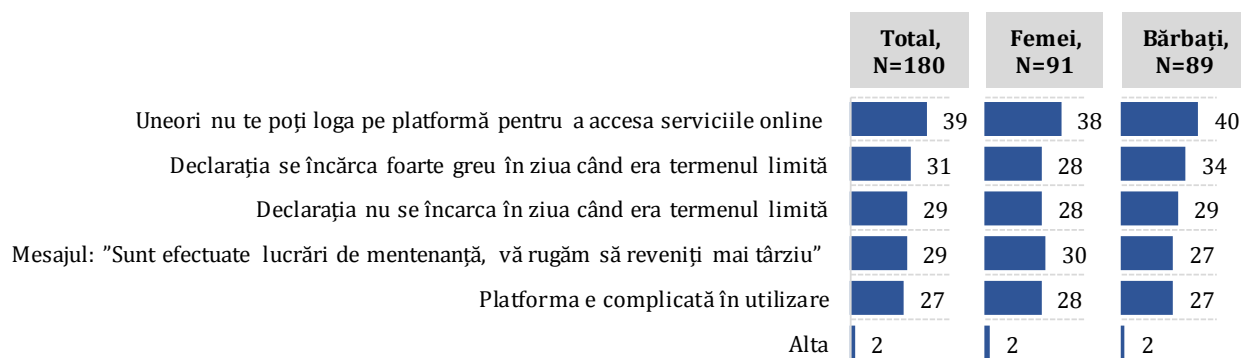 Total, N=180
Femei, N=91
Bărbați, N=89
Uneori nu te poți loga pe platformă pentru a accesa serviciile online 39 38 40
Declarația se încărca foarte greu în ziua când era termenul limită 31 28 34
Declarația nu se încarca în ziua când era termenul limită 29 28 29
Mesajul: ”Sunt efectuate lucrări de mentenanță, vă rugăm să reveniți mai târziu” 29 30 27
Platforma e complicată în utilizare 27 28 27
Alta 2 2 2